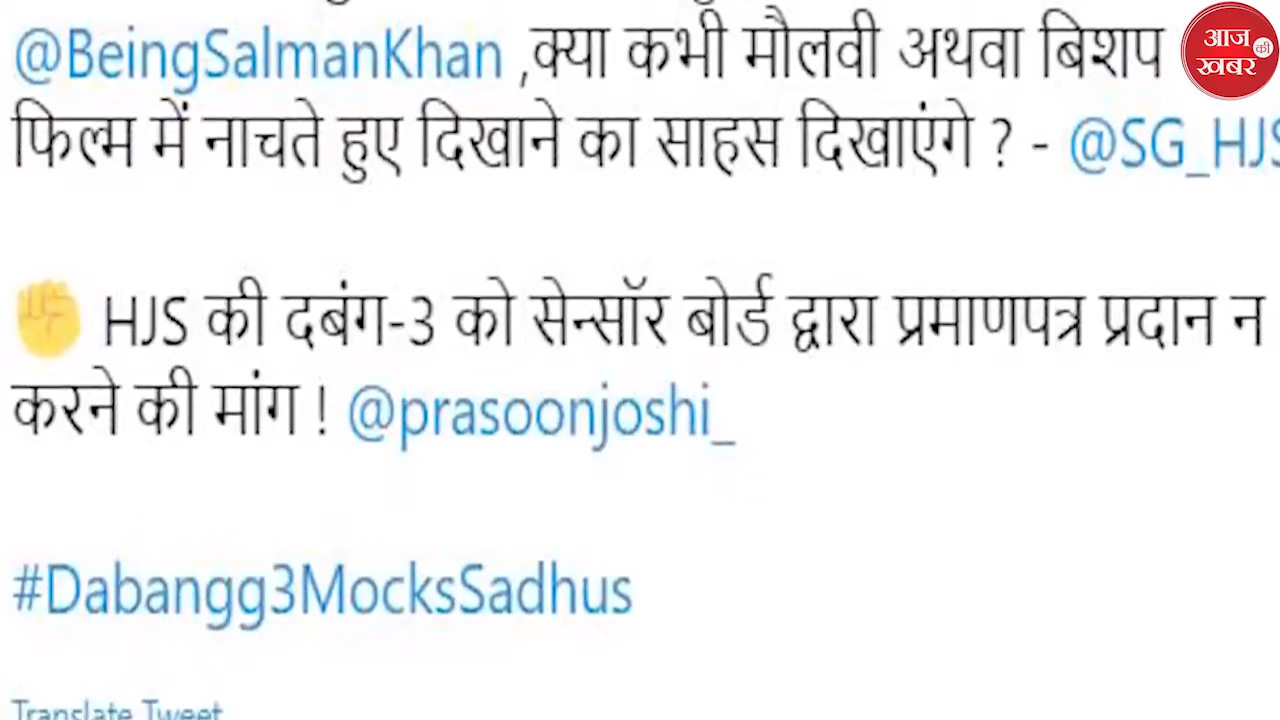 @BeingSalmanKhan ,क्या कभी मौलवी अथवा बिशप
फिल्म में नाचते हुए दिखाने का साहस दिखाएंगे ? - @SG_HJS
✊ HJS की दबंग-3 को सेन्सॉर बोर्ड द्वारा प्रमाणपत्र प्रदान न
करने की मांग ! @prasoonjoshi_
#Dabangg3MocksSadhus
Translate Tweet
आज की खबर